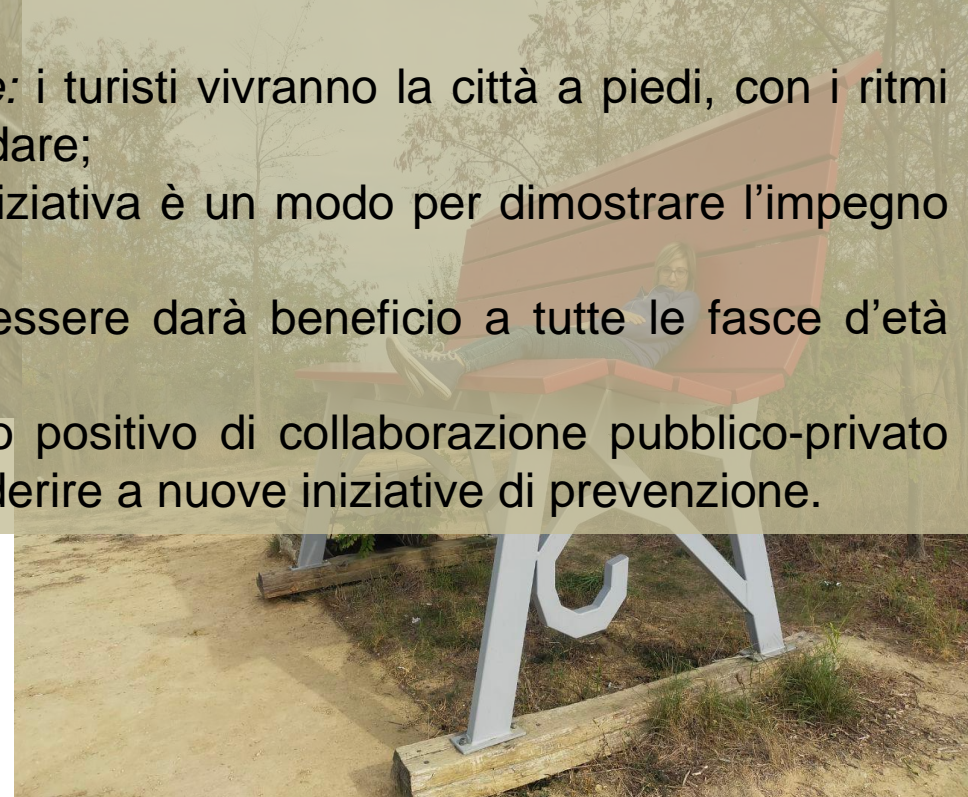 e: i turisti vivranno la città a piedi, con i ritmi
dare;
iziativa è un modo per dimostrare l’impegno
essere darà beneficio a tutte le fasce d’età
o positivo di collaborazione pubblico-privato
derire a nuove iniziative di prevenzione.